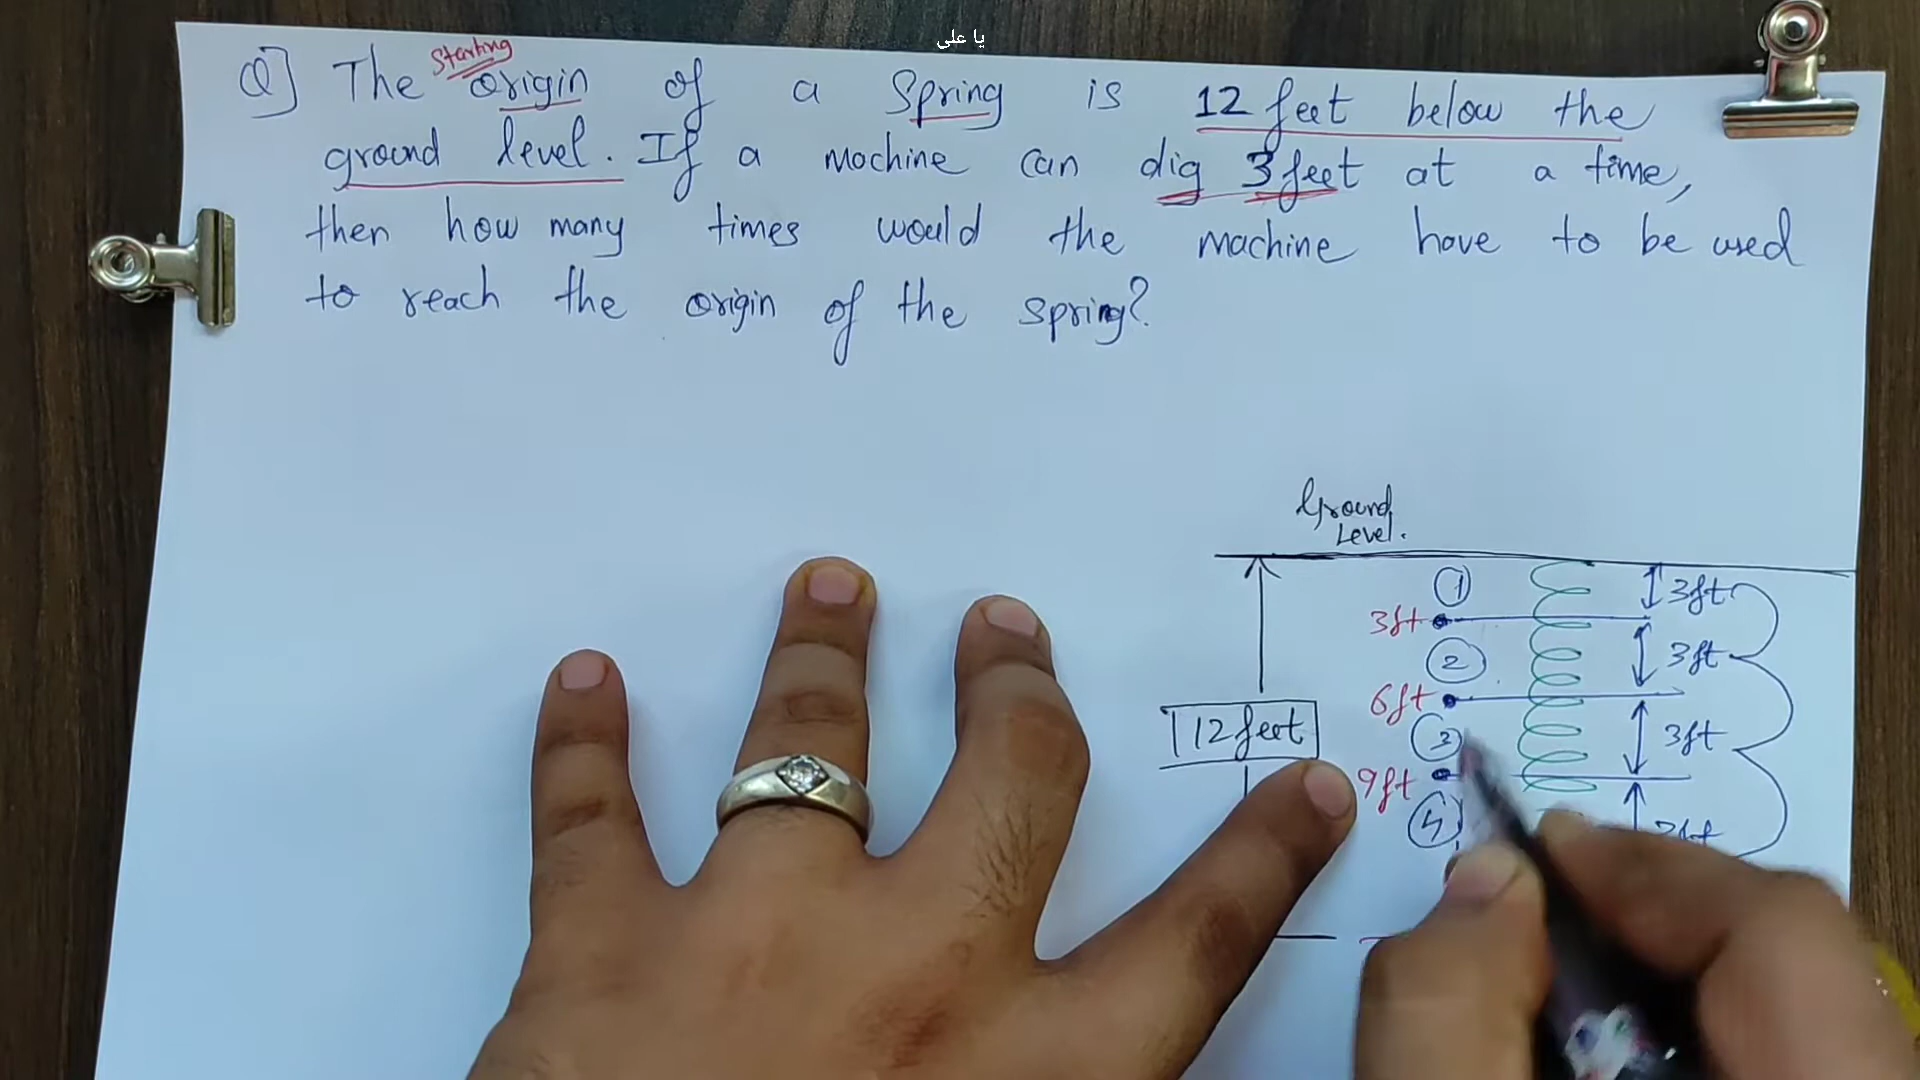 يا على
Starting
Q] The origin of a spring is 12 feet below the
ground level. If a machine can dig 3 feet at a time,
then how many times would the machine have to be used
to reach the origin of the spring?
Ground
Level.
1
3ft
3ft
2
3ft
6ft
12 feet
3
3ft
9ft
4